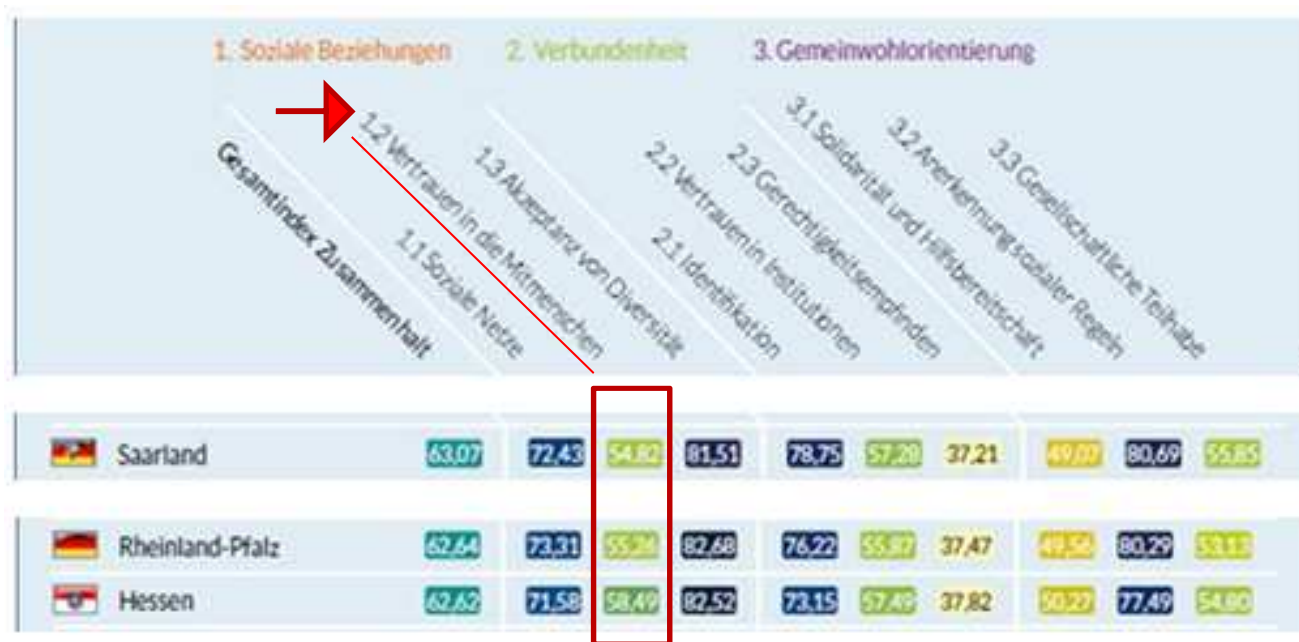 1. Soziale Beziehungen 2. Verbundenheit 3. Gemeinwohlorientierung
Gesamtindex Zusammenhalt
1.1 Soziale Netze
1.2 Vertrauen in die Mitmenschen
1.3 Akzeptanz von Diversität
2.1 Identifikation
2.2 Vertrauen in Institutionen
2.3 Gerechtigkeitsempfinden
3.1 Solidarität und Hilfsbereitschaft
3.2 Anerkennung sozialer Regeln
3.3 Gesellschaftliche Teilhabe
Saarland 63,07 72,43 54,82 81,51 78,75 57,28 37,21 49,07 80,69 55,85
Rheinland-Pfalz 62,64 73,31 82,68 76,22 55,87 37,47 49,56 80,29 53,13
Hessen 62,62 71,58 58,49 82,52 73,15 57,49 37,82 50,27 77,49 54,80